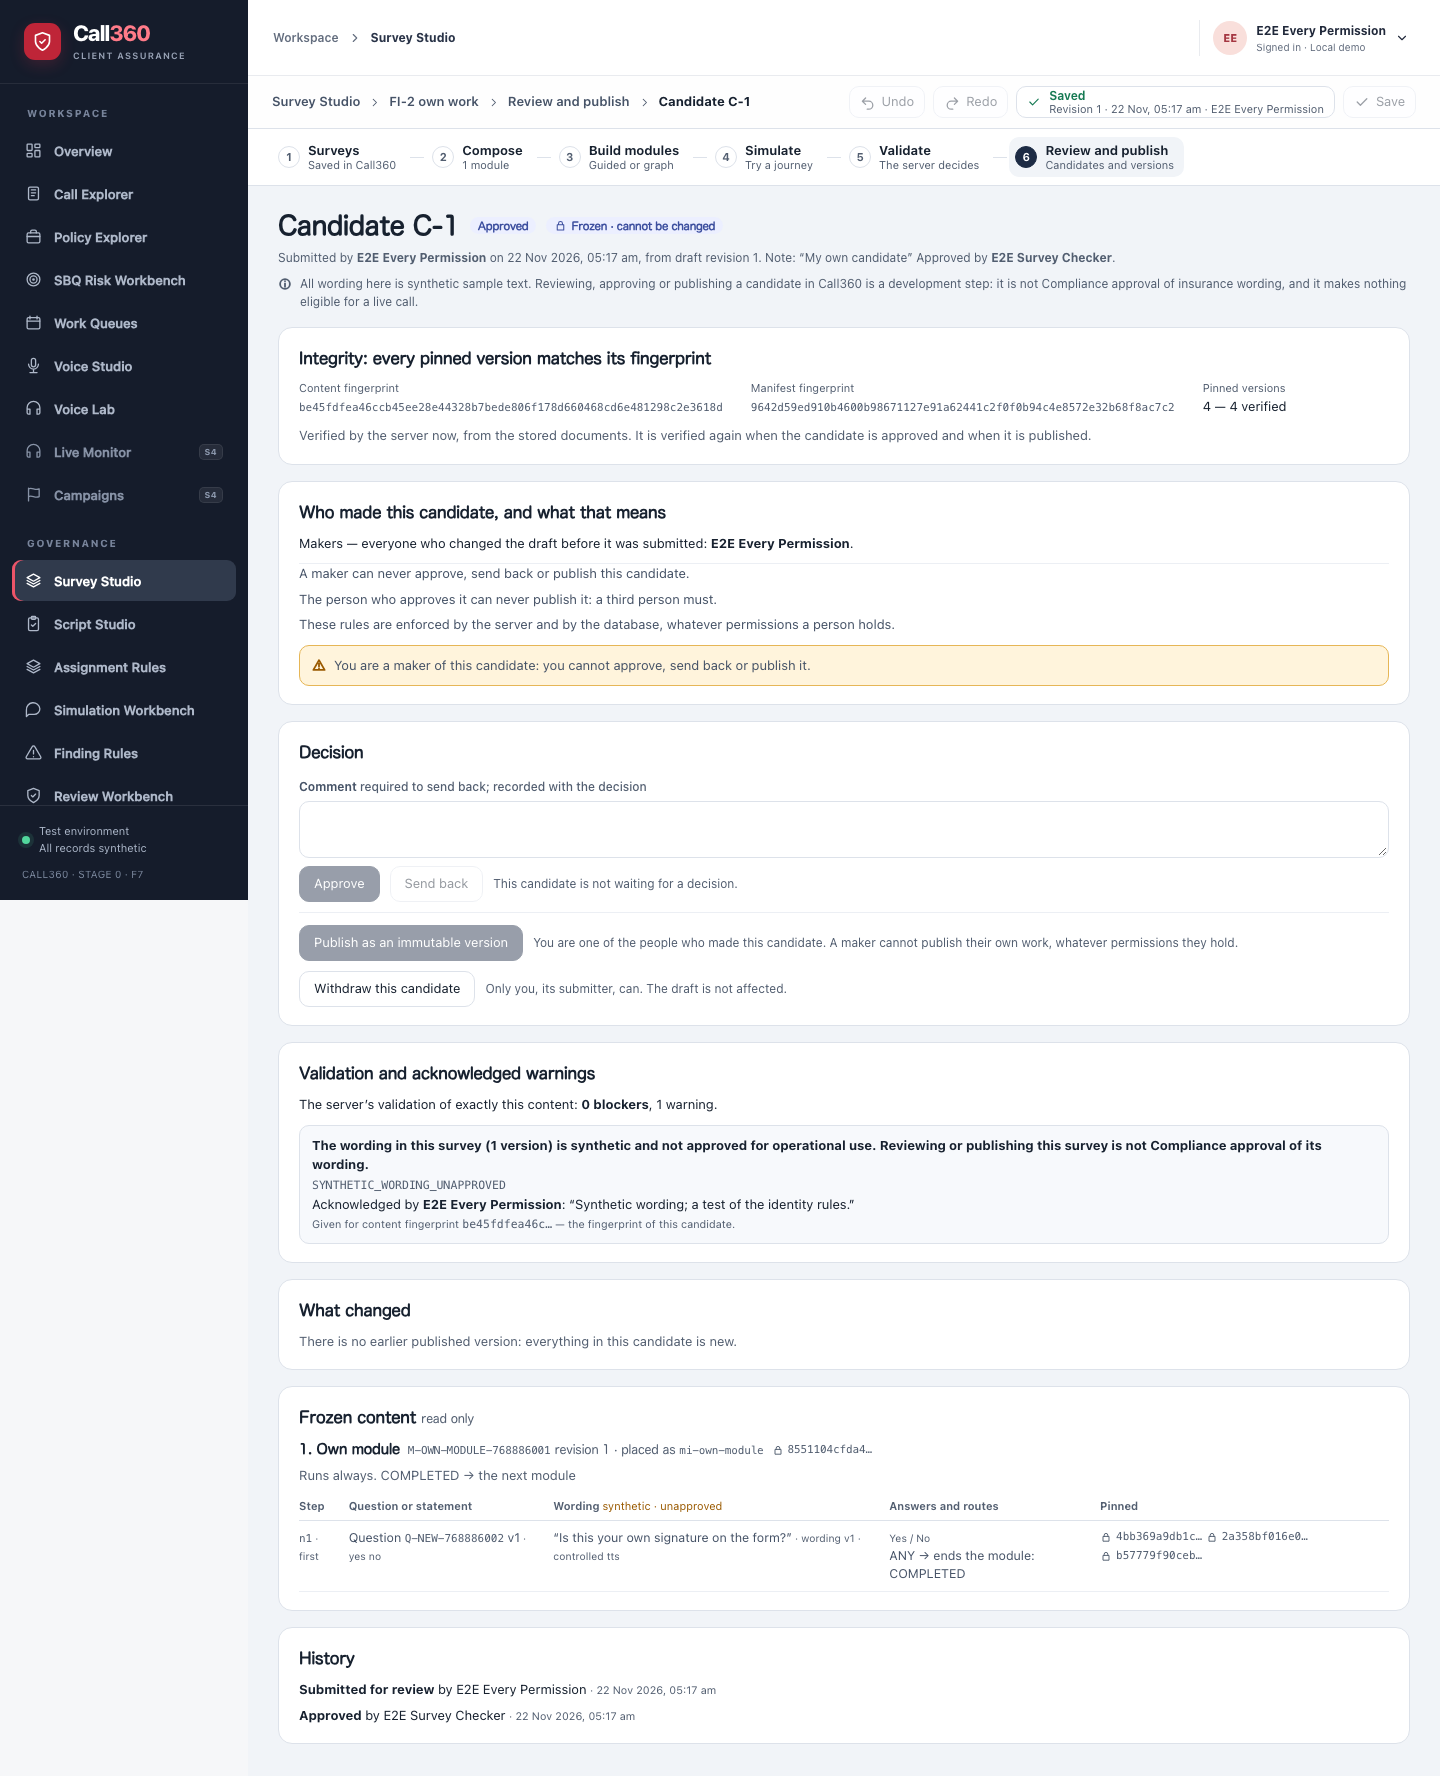 Call360
CLIENT ASSURANCE
WORKSPACE
Overview
Call Explorer
Policy Explorer
SBQ Risk Workbench
Work Queues
Voice Studio
Voice Lab
Live Monitor S4
Campaigns S4
GOVERNANCE
Survey Studio
Script Studio
Assignment Rules
Simulation Workbench
Finding Rules
Review Workbench
Test environment
All records synthetic
CALL360 · STAGE 0 · F7
Workspace > Survey Studio
EE
E2E Every Permission
Signed in · Local demo
Survey Studio > FI-2 own work > Review and publish > Candidate C-1
Undo
Redo
Saved
Revision 1 · 22 Nov, 05:17 am · E2E Every Permission
Save
1 Surveys
Saved in Call360
2 Compose
1 module
3 Build modules
Guided or graph
4 Simulate
Try a journey
5 Validate
The server decides
6 Review and publish
Candidates and versions
Candidate C-1 Approved Frozen · cannot be changed
Submitted by E2E Every Permission on 22 Nov 2026, 05:17 am, from draft revision 1. Note: “My own candidate” Approved by E2E Survey Checker.
All wording here is synthetic sample text. Reviewing, approving or publishing a candidate in Call360 is a development step: it is not Compliance approval of insurance wording, and it makes nothing
eligible for a live call.
Integrity: every pinned version matches its fingerprint
Content fingerprint
be45fdfea46ccb45ee28e44328b7bede806f178d660468cd6e481298c2e3618d
Manifest fingerprint
9642d59ed910b4600b98671127e91a62441c2f0f0b94c4e8572e32b68f8ac7c2
Pinned versions
4 — 4 verified
Verified by the server now, from the stored documents. It is verified again when the candidate is approved and when it is published.
Who made this candidate, and what that means
Makers — everyone who changed the draft before it was submitted: E2E Every Permission.
A maker can never approve, send back or publish this candidate.
The person who approves it can never publish it: a third person must.
These rules are enforced by the server and by the database, whatever permissions a person holds.
You are a maker of this candidate: you cannot approve, send back or publish it.
Decision
Comment required to send back; recorded with the decision
Approve Send back This candidate is not waiting for a decision.
Publish as an immutable version You are one of the people who made this candidate. A maker cannot publish their own work, whatever permissions they hold.
Withdraw this candidate Only you, its submitter, can. The draft is not affected.
Validation and acknowledged warnings
The server’s validation of exactly this content: 0 blockers, 1 warning.
The wording in this survey (1 version) is synthetic and not approved for operational use. Reviewing or publishing this survey is not Compliance approval of its
wording.
SYNTHETIC_WORDING_UNAPPROVED
Acknowledged by E2E Every Permission: “Synthetic wording; a test of the identity rules.”
Given for content fingerprint be45fdfea46c… — the fingerprint of this candidate.
What changed
There is no earlier published version: everything in this candidate is new.
Frozen content read only
1. Own module M-OWN-MODULE-768886001 revision 1 · placed as mi-own-module 8551104cfda4…
Runs always. COMPLETED → the next module
Step Question or statement Wording synthetic · unapproved Answers and routes Pinned
n1 ·
first
Question Q-NEW-768886002 v1 ·
yes no
“Is this your own signature on the form?” · wording v1 ·
controlled tts
Yes / No
ANY → ends the module:
COMPLETED
4bb369a9db1c… 2a358bf016e0…
b57779f90ceb…
History
Submitted for review by E2E Every Permission · 22 Nov 2026, 05:17 am
Approved by E2E Survey Checker · 22 Nov 2026, 05:17 am